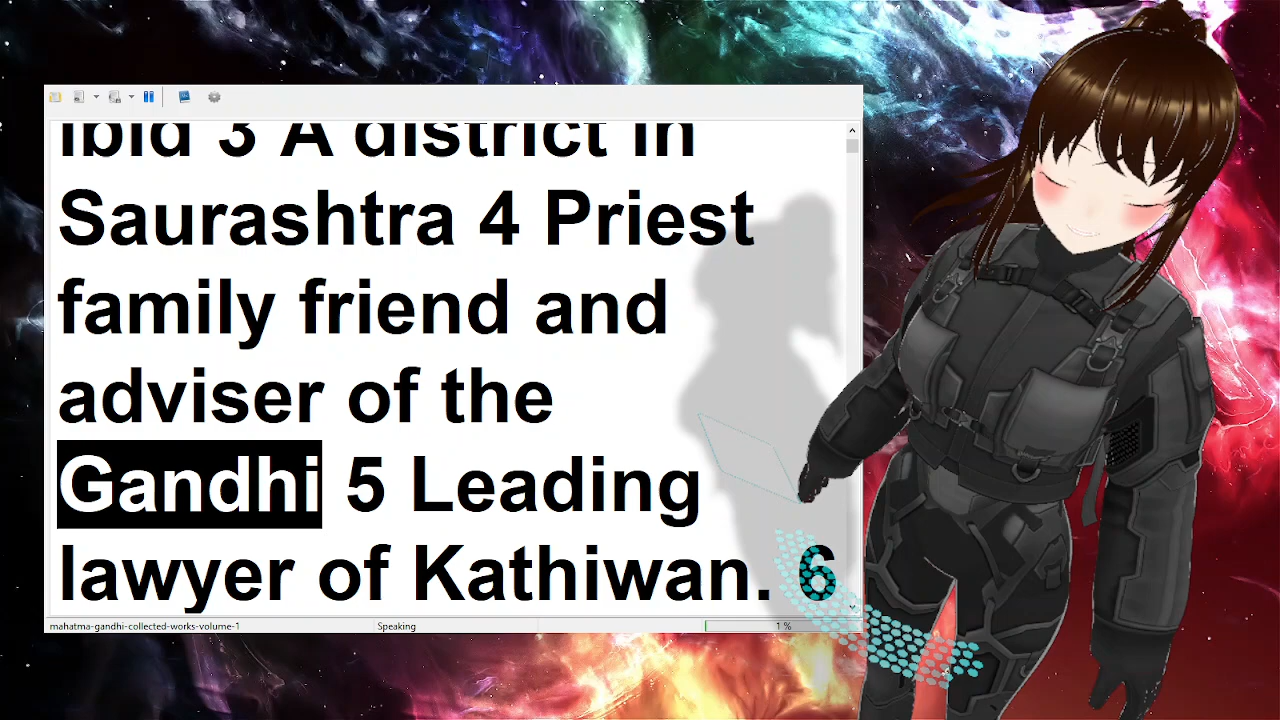 Ibid 3 A district in
Saurashtra 4 Priest
family friend and
adviser of the
Gandhi 5 Leading
lawyer of Kathiwan. 6
mahatma-gandhi-collected-works-volume-1 Speaking 1 %